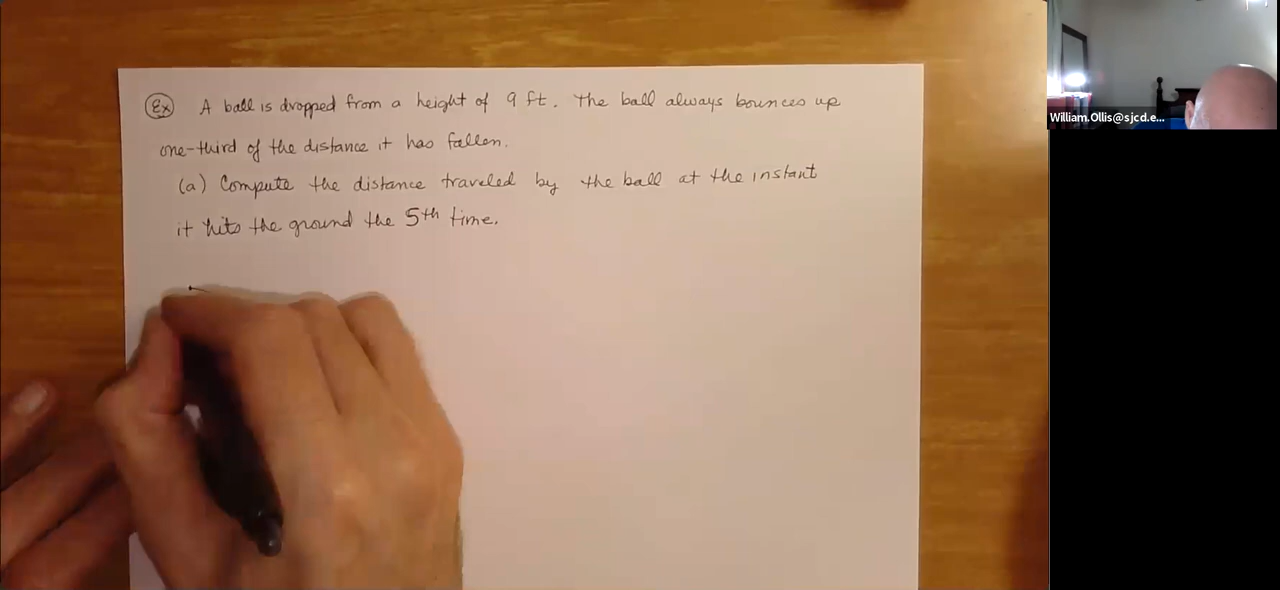 Ex A ball is dropped from a height of 9 ft. The ball always bounces up
one-third of the distance it has fallen.
(a) Compute the distance traveled by the ball at the instant
it hits the ground the 5th time.
William.Ollis@sjcd.e...